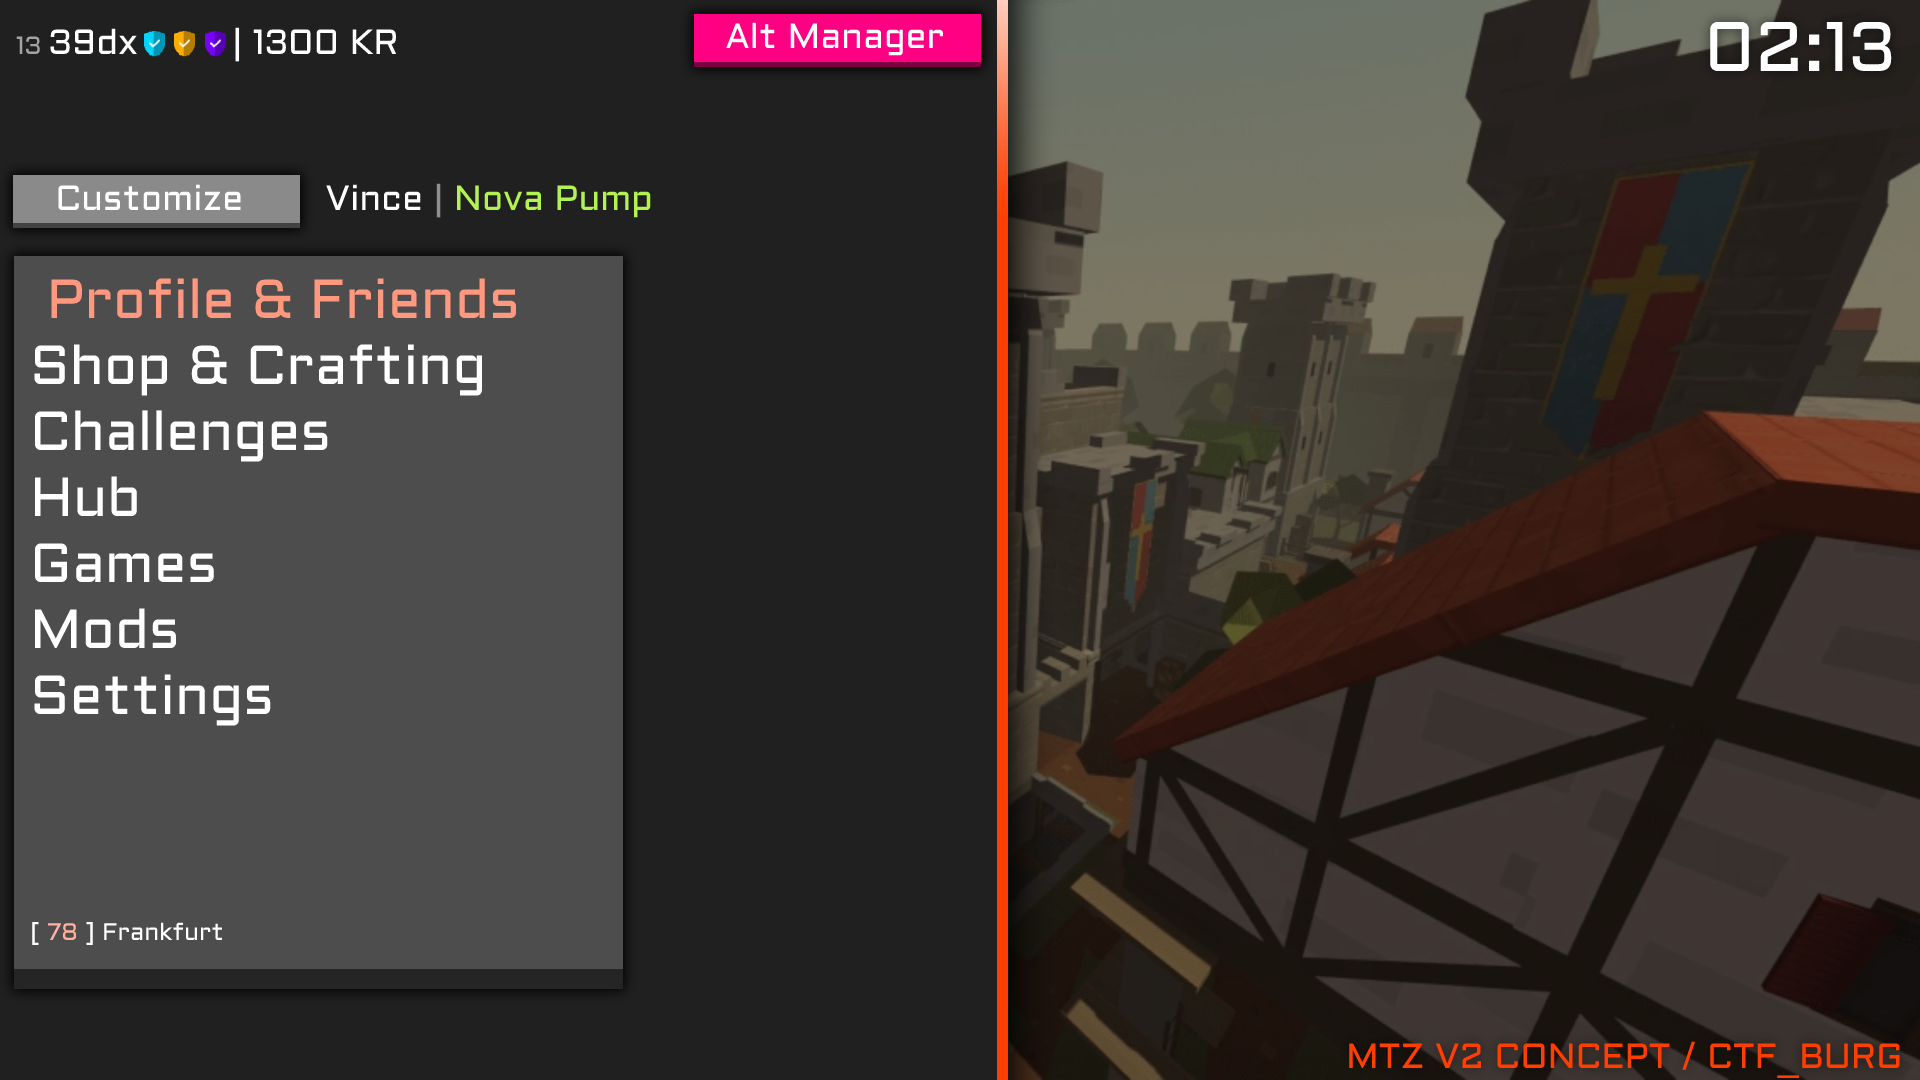 13 39dx | 1300 KR
Alt Manager
02:13
Customize
Vince | Nova Pump
Profile & Friends
Shop & Crafting
Challenges
Hub
Games
Mods
Settings
[ 78 ] Frankfurt
MTZ V2 CONCEPT / CTF_BURG